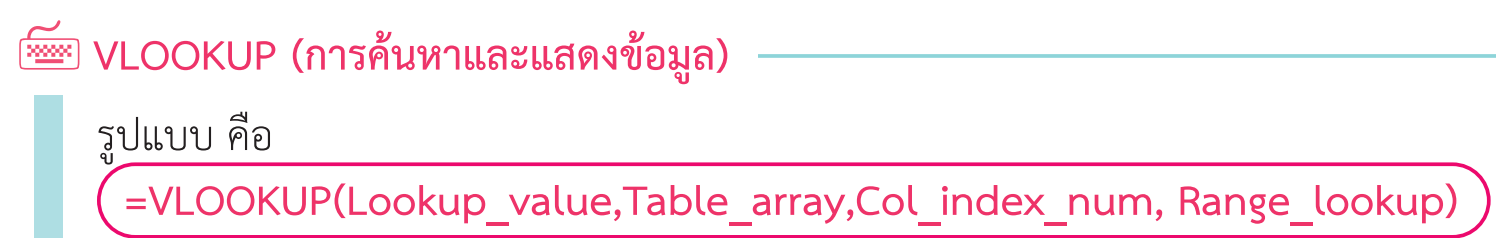 VLOOKUP (การค้นหาและแสดงข้อมูล)
รูปแบบ คือ
=VLOOKUP(Lookup_value,Table_array,Col_index_num, Range_lookup)